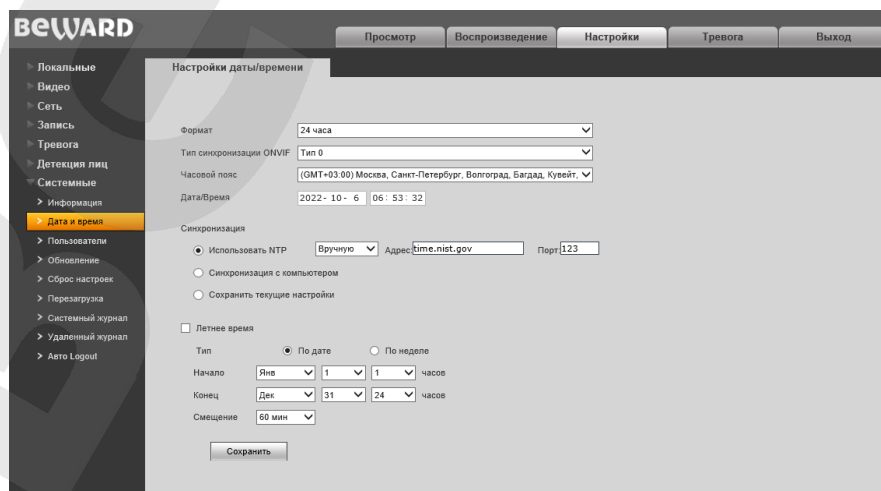 BEWARD
Просмотр Воспроизведение Настройки Тревога Выход
Локальные
Видео
Сеть
Запись
Тревога
Детекция лиц
Системные
Информация
Дата и время
Пользователи
Обновление
Сброс настроек
Перезагрузка
Системный журнал
Удаленный журнал
Авто Logout
Настройки даты/времени
Формат 24 часа
Тип синхронизации ONVIF Тип 0
Часовой пояс (GMT+03:00) Москва, Санкт-Петербург, Волгоград, Багдад, Кувейт,
Дата/Время 2022- 10- 6 06: 53: 32
Синхронизация
Использовать NTP Вручную Адрес: time.nist.gov Порт: 123
Синхронизация с компьютером
Сохранить текущие настройки
Летнее время
Тип По дате По неделе
Начало Янв 1 1 часов
Конец Дек 31 24 часов
Смещение 60 мин
Сохранить